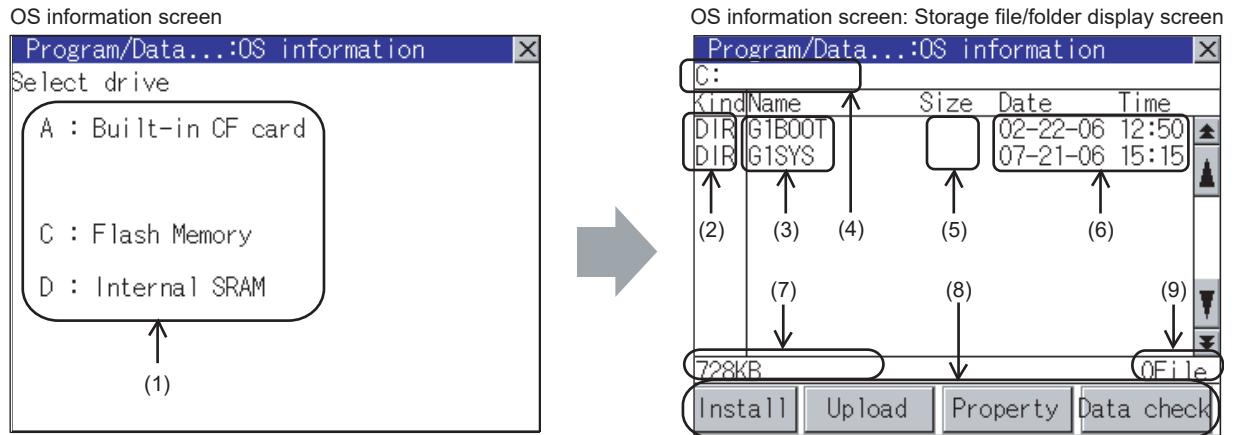 OS information screen
Program/Data...:OS information
Select drive
A : Built-in CF card
C : Flash Memory
D : Internal SRAM
(1)
OS information screen: Storage file/folder display screen
Program/Data...:OS information
C:
Kind Name Size Date Time
DIR G1BOOT 02-22-06 12:50
DIR G1SYS 07-21-06 15:15
(2) (3) (4) (5) (6)
(7) (8) (9)
728KB 0File
Install Upload Property Data check